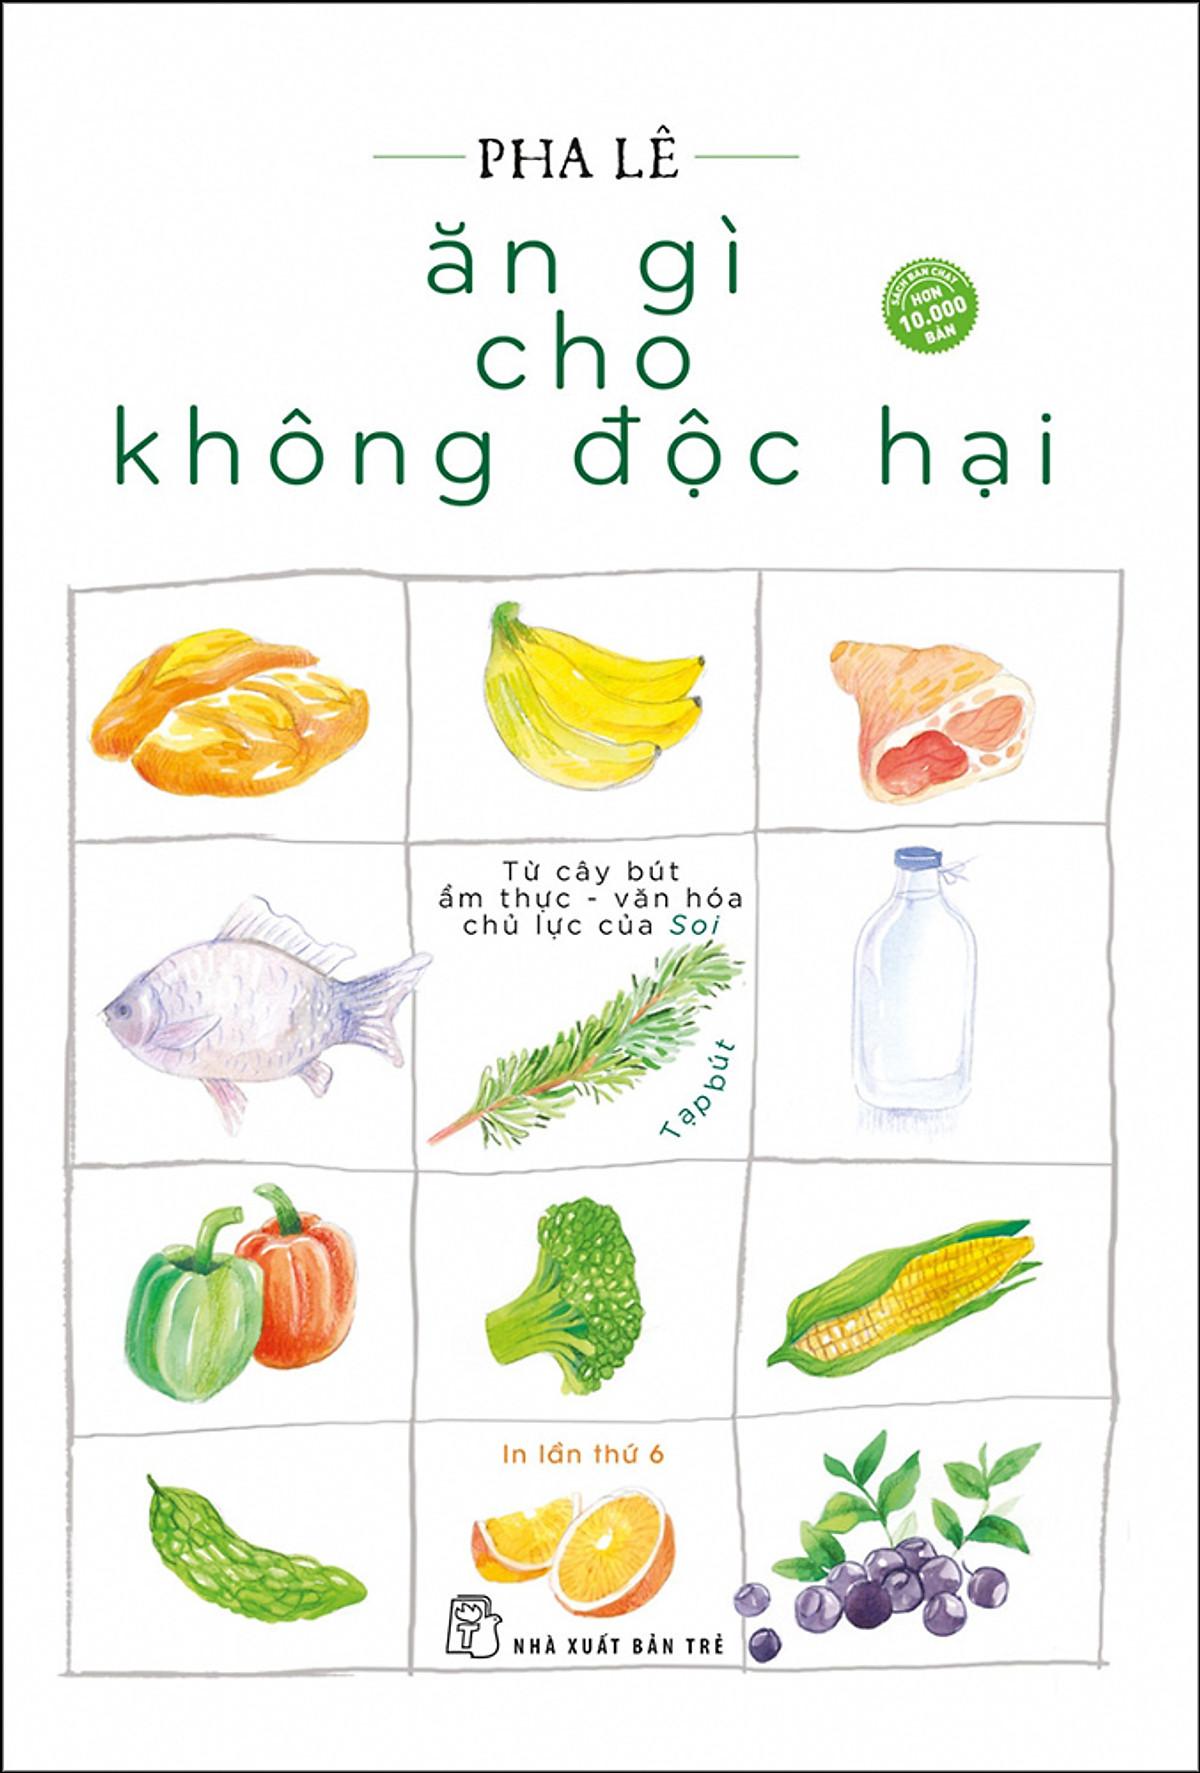 PHA LÊ
ăn gì
cho
không độc hại
SÁCH BÁN CHẠY
HƠN
10.000
BẢN
Từ cây bút
ẩm thực - văn hóa
chủ lực của Soi
Tạp bút
In lần thứ 6
T
NHÀ XUẤT BẢN TRẺ